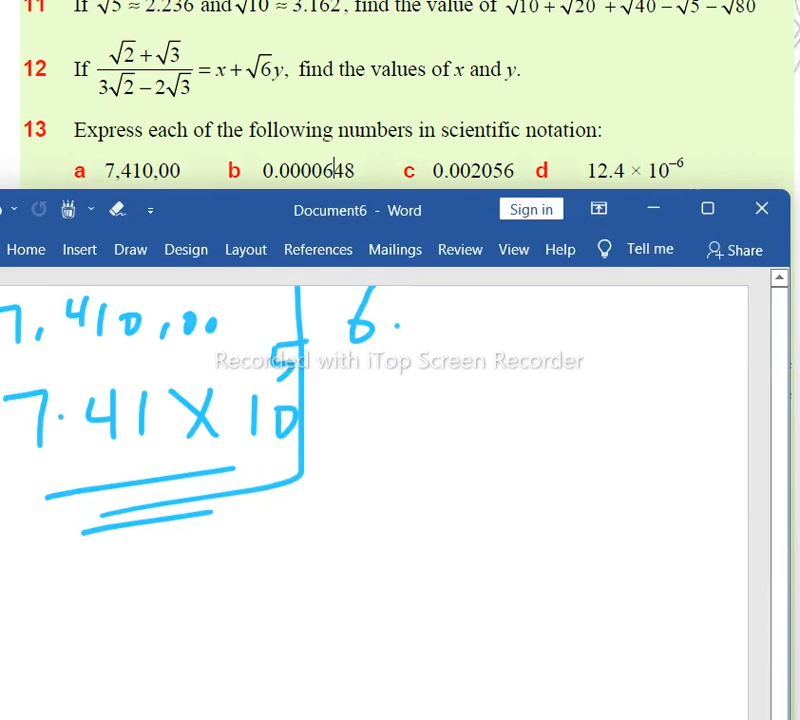 11 If √5 ≈ 2.236 and √10 ≈ 3.162, find the value of √10 + √20 + √40 − √5 − √80
12 If (√2 + √3)/(3√2 − 2√3) = x + √6y, find the values of x and y.
13 Express each of the following numbers in scientific notation:
a 7,410,00 b 0.0000648 c 0.002056 d 12.4 × 10⁻⁶
Document6 - Word Sign in
Home Insert Draw Design Layout References Mailings Review View Help Tell me Share
7,410,00 6.
Recorded with iTop Screen Recorder
7.41 X 10⁵